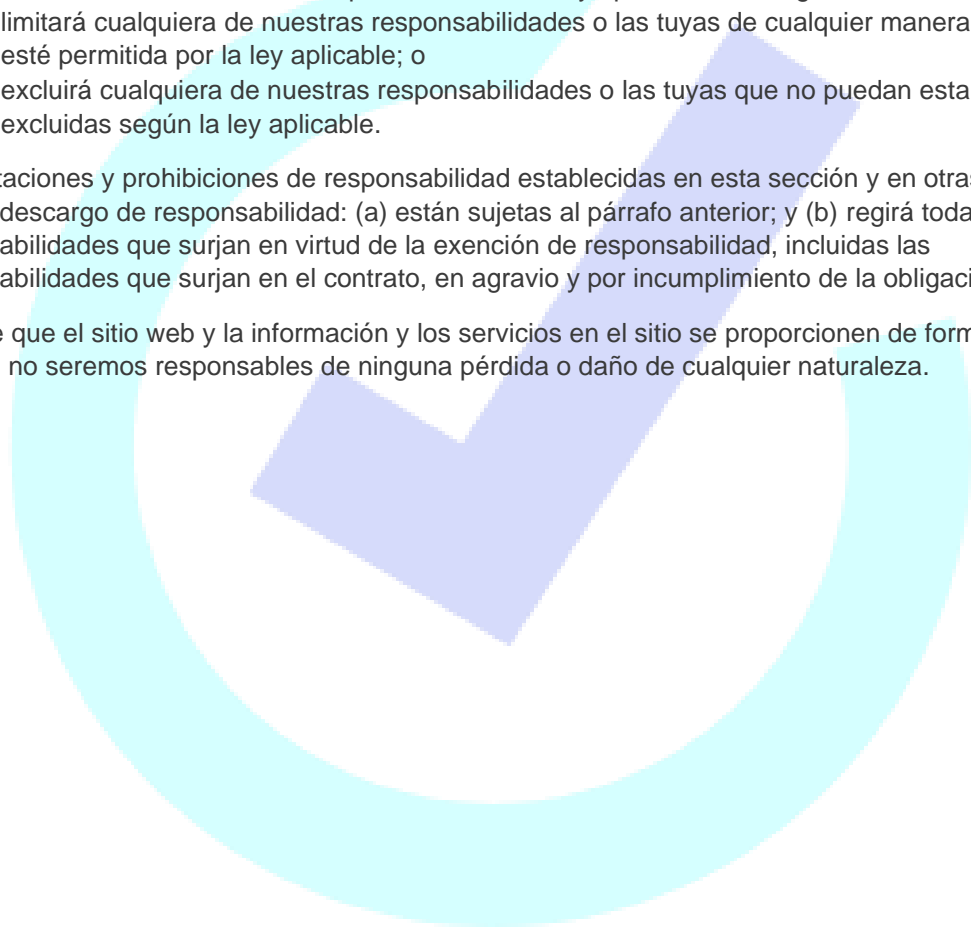 limitará cualquiera de nuestras responsabilidades o las tuyas de cualquier manera
esté permitida por la ley aplicable; o
excluirá cualquiera de nuestras responsabilidades o las tuyas que no puedan esta
excluidas según la ley aplicable.
taciones y prohibiciones de responsabilidad establecidas en esta sección y en otras
descargo de responsabilidad: (a) están sujetas al párrafo anterior; y (b) regirá toda
abilidades que surjan en virtud de la exención de responsabilidad, incluidas las
abilidades que surjan en el contrato, en agravio y por incumplimiento de la obligaci
e que el sitio web y la información y los servicios en el sitio se proporcionen de form
no seremos responsables de ninguna pérdida o daño de cualquier naturaleza.